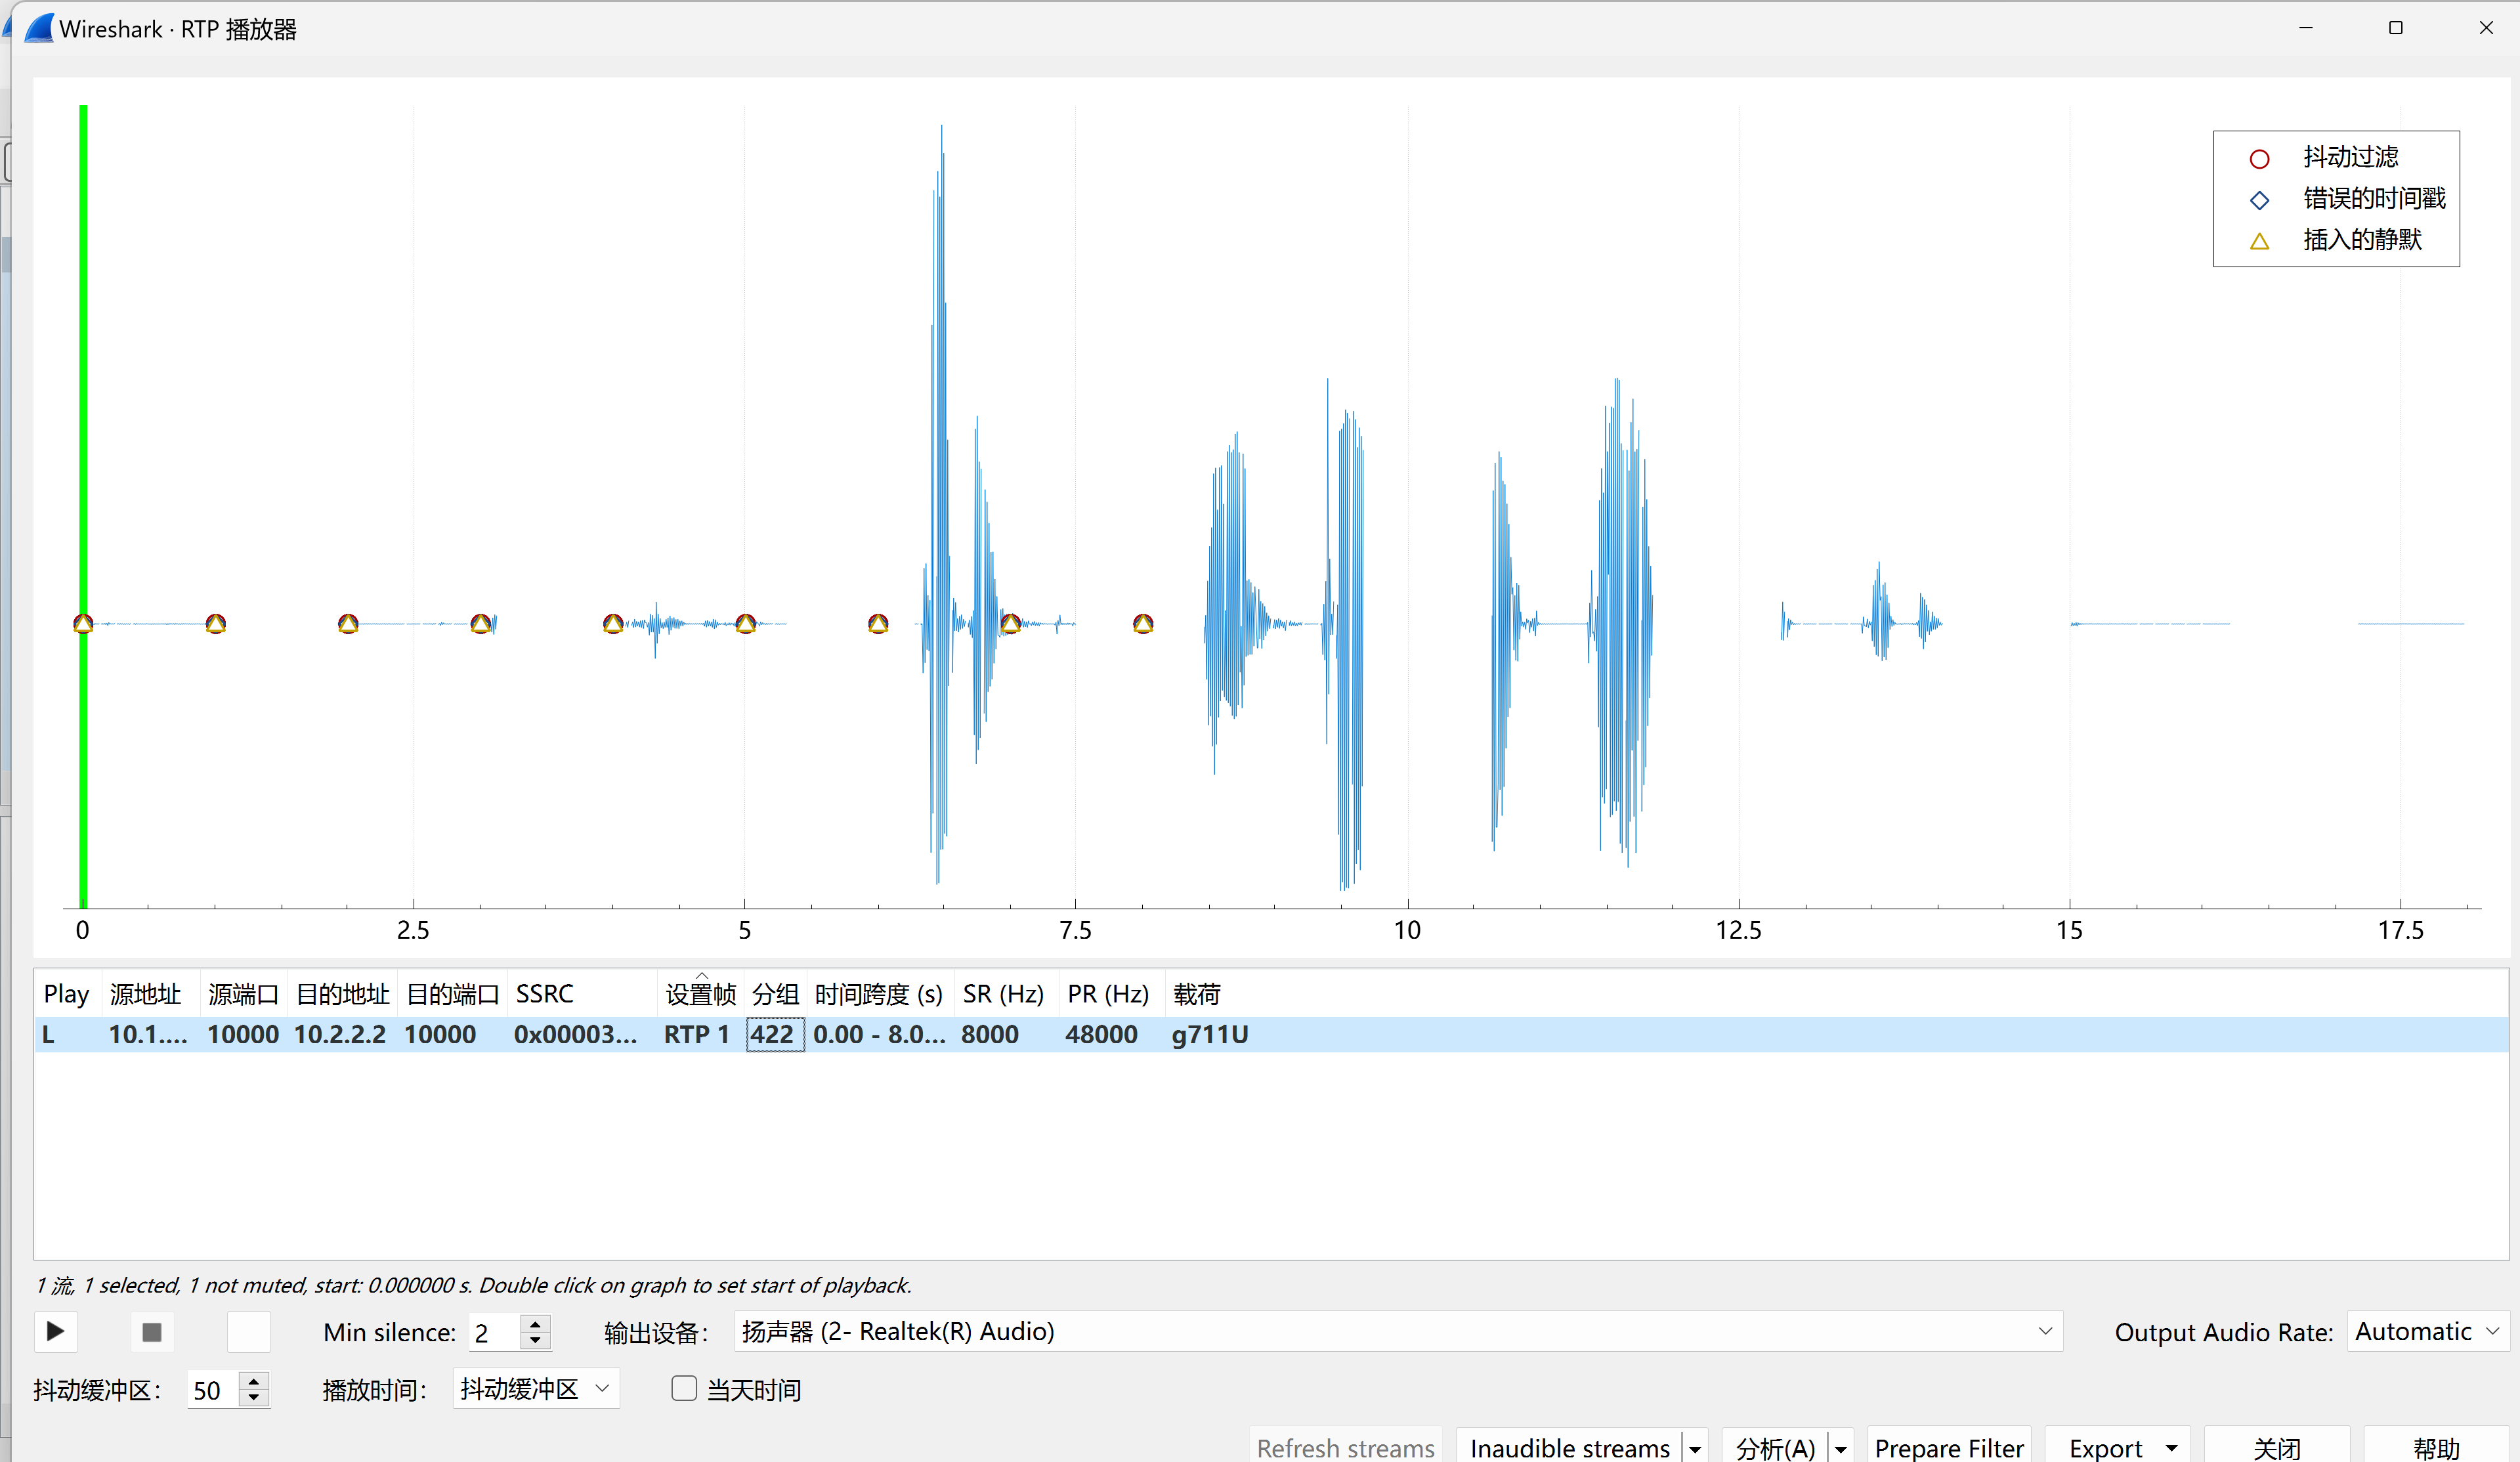 Wireshark · RTP 播放器
抖动过滤
错误的时间戳
插入的静默
0 2.5 5 7.5 10 12.5 15 17.5
Play 源地址 源端口 目的地址 目的端口 SSRC 设置帧 分组 时间跨度 (s) SR (Hz) PR (Hz) 载荷
L 10.1.... 10000 10.2.2.2 10000 0x00003... RTP 1 422 0.00 - 8.0... 8000 48000 g711U
1 流, 1 selected, 1 not muted, start: 0.000000 s. Double click on graph to set start of playback.
Min silence: 2 输出设备： 扬声器 (2- Realtek(R) Audio) Output Audio Rate: Automatic
抖动缓冲区： 50 播放时间： 抖动缓冲区 当天时间
Refresh streams Inaudible streams 分析(A) Prepare Filter Export 关闭 帮助